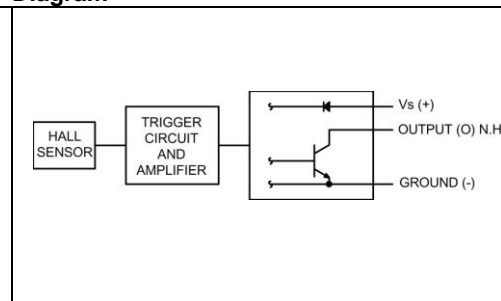 Diagram
HALL
SENSOR
TRIGGER
CIRCUIT
AND
AMPLIFIER
Vs (+)
OUTPUT (O) N.H
GROUND (-)